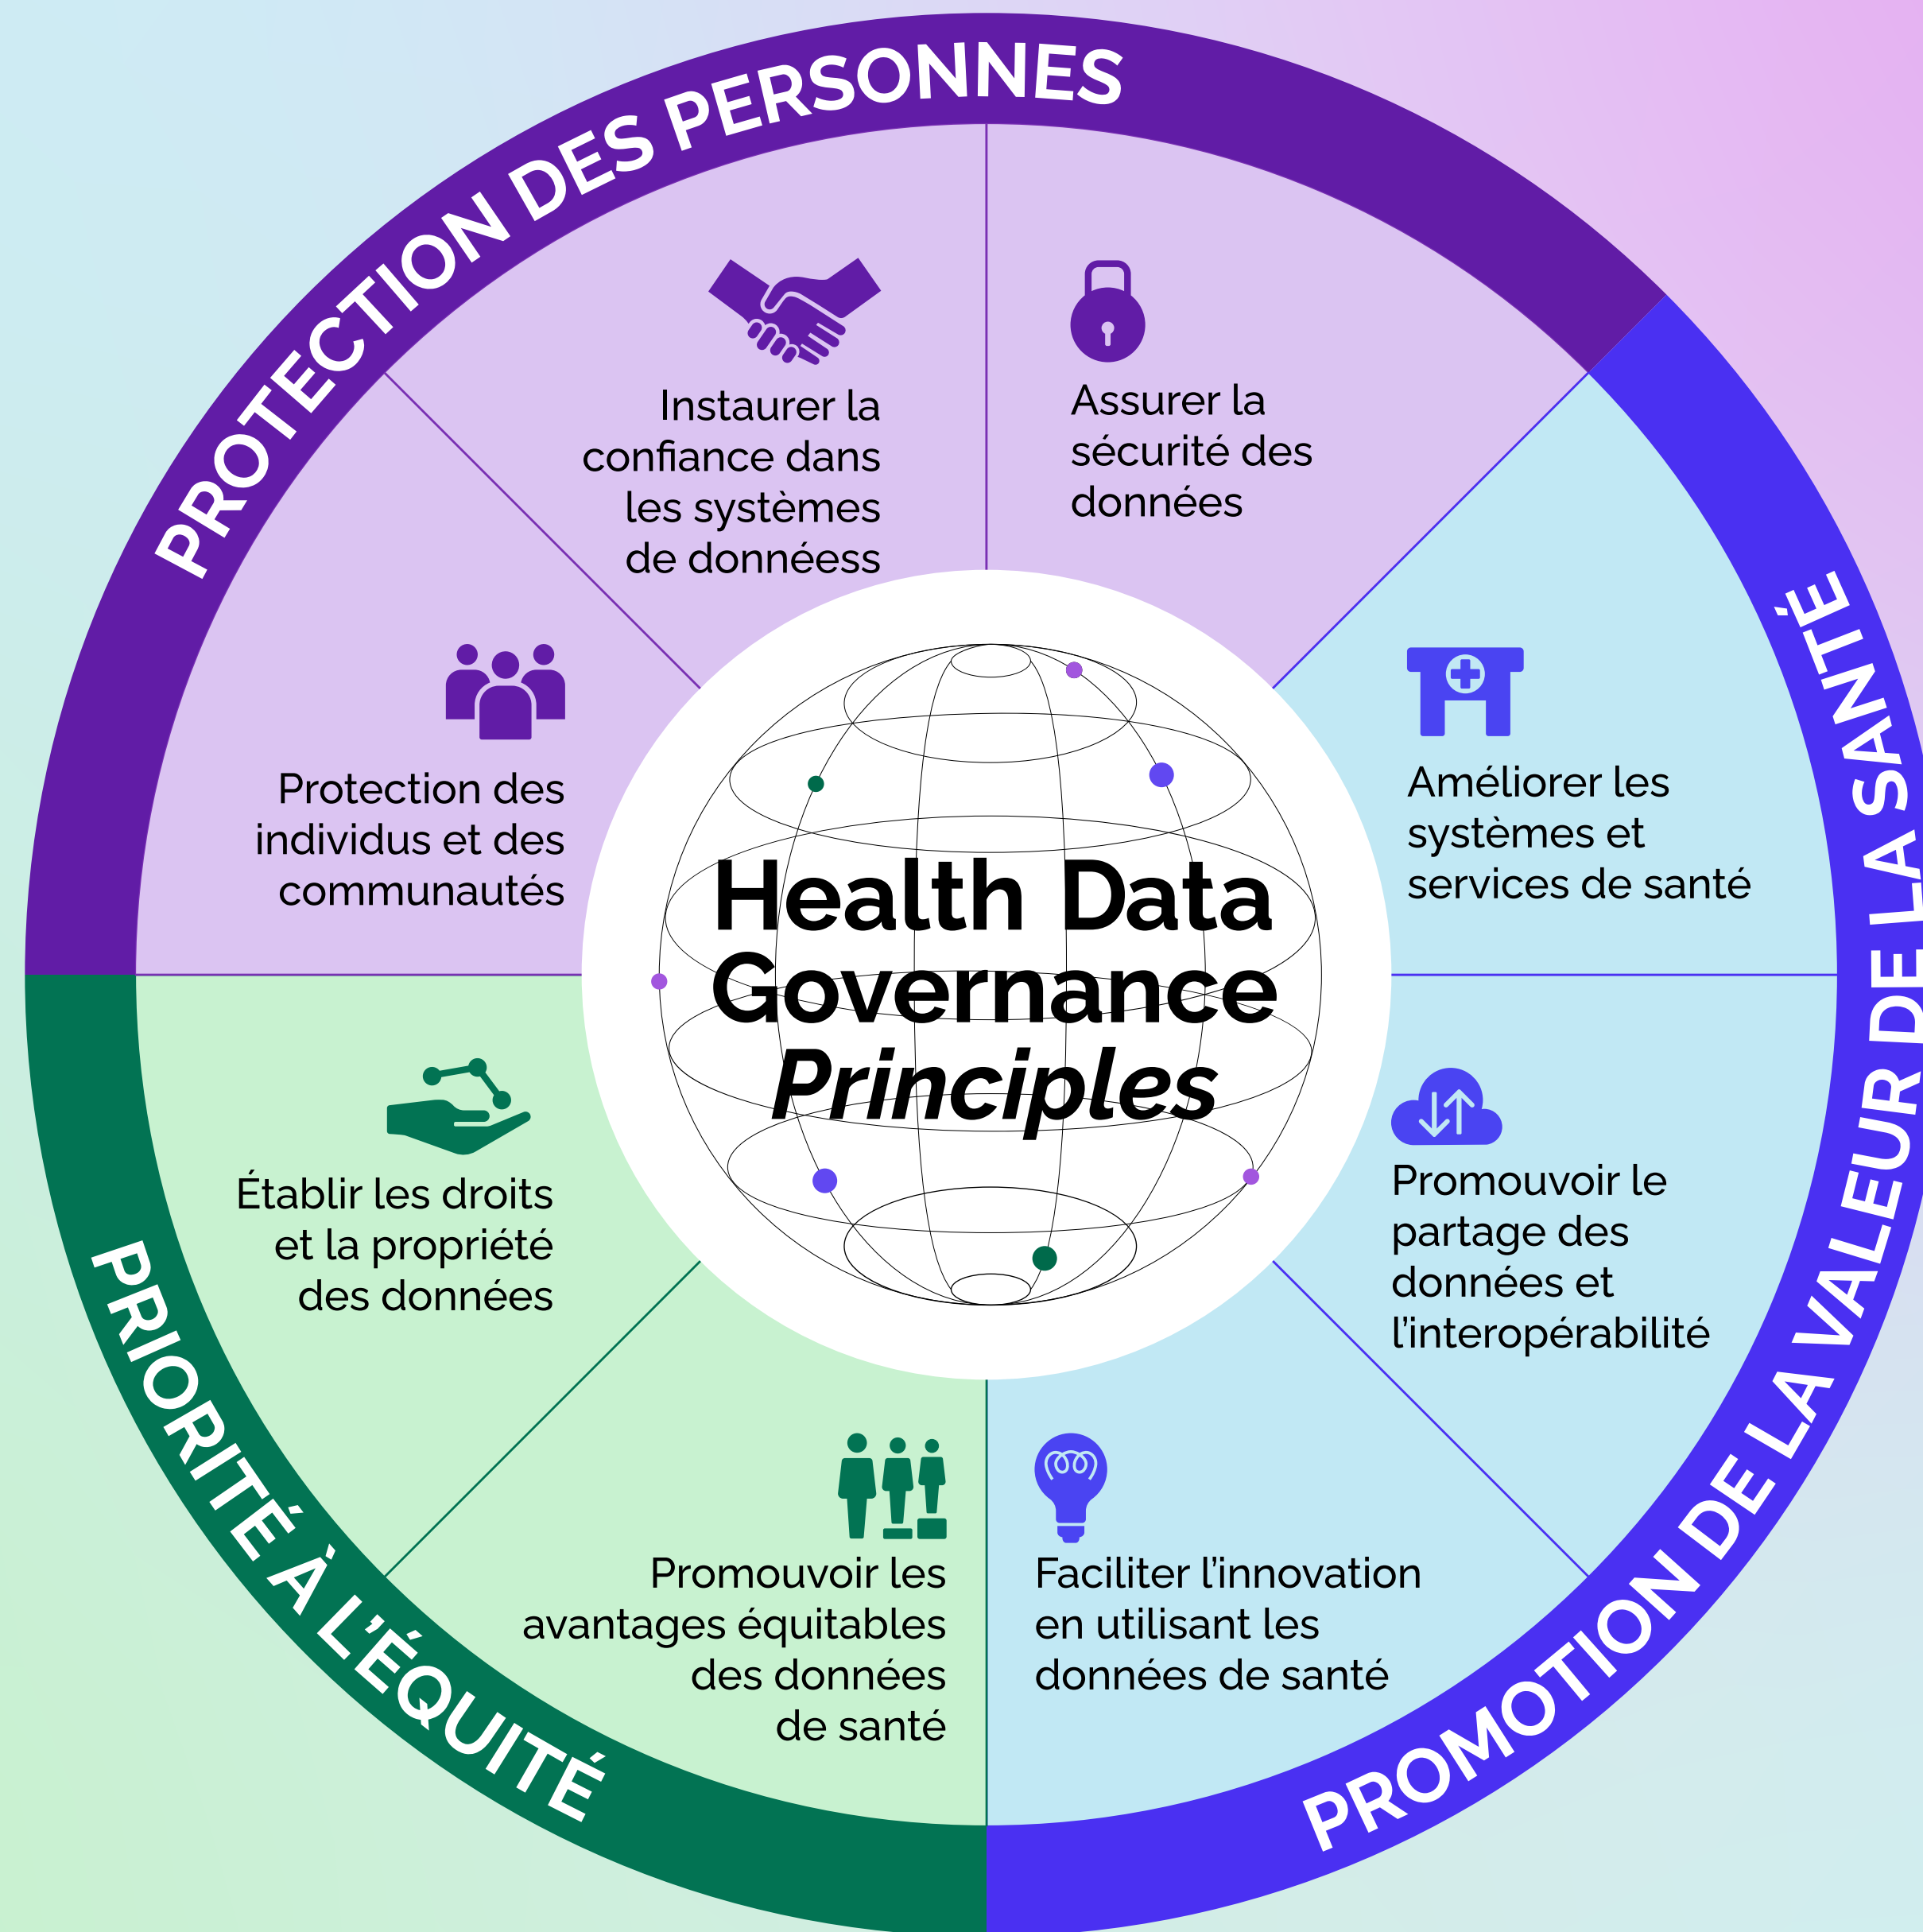 PROTECTION DES PERSONNES
Instaurer la
confiance dans
les systèmes
de donnéess
Assurer la
sécurité des
données
Protection des
individus et des
communautés
PROMOTION DE LA VALEUR DE LA SANTÉ
Améliorer les
systèmes et
services de santé
Health Data
Governance
Principles
Promouvoir le
partage des
données et
l’interopérabilité
Établir les droits
et la propriété
des données
PRIORITÉ À L’ÉQUITÉ
Promouvoir les
avantages équitables
des données
de santé
Faciliter l’innovation
en utilisant les
données de santé